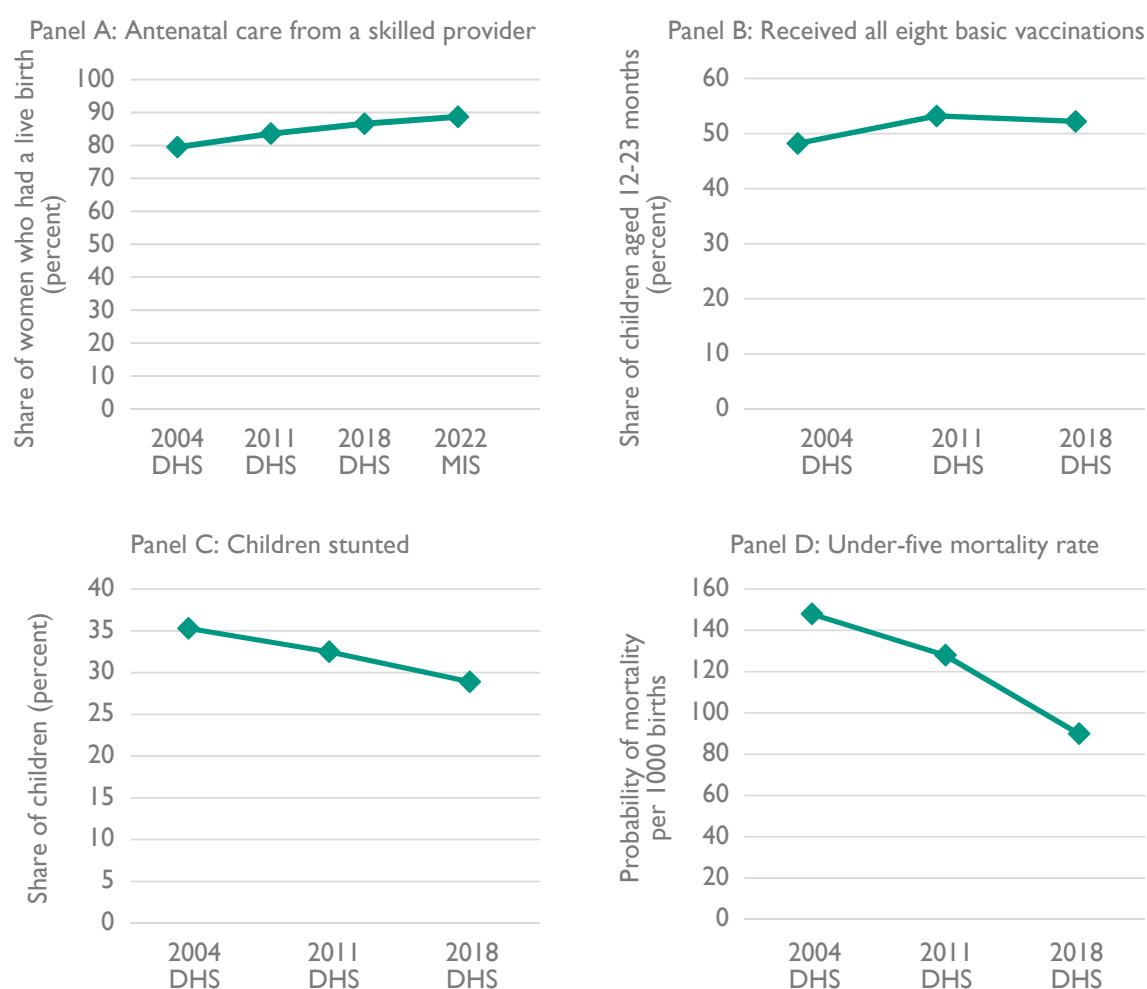 Panel A: Antenatal care from a skilled provider
Share of women who had a live birth
(percent)
100
90
80
70
60
50
40
30
20
10
0
2004 2011 2018 2022
DHS DHS DHS MIS
Panel B: Received all eight basic vaccinations
Share of children aged 12-23 months
(percent)
60
50
40
30
20
10
0
2004 2011 2018
DHS DHS DHS
Panel C: Children stunted
Share of children (percent)
40
35
30
25
20
15
10
5
0
2004 2011 2018
DHS DHS DHS
Panel D: Under-five mortality rate
Probability of mortality
per 1000 births
160
140
120
100
80
60
40
20
0
2004 2011 2018
DHS DHS DHS